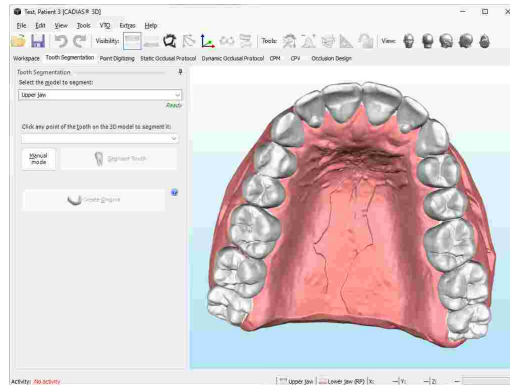 Test, Patient 3 [CADIAS® 3D]
File Edit View Tools VTO Extras Help
Visibility: Tools: View:
Workspace Tooth Segmentation Point Digitizing Static Occlusal Protocol Dynamic Occlusal Protocol CPM CPV Occlusion Design
Tooth Segmentation
Select the model to segment:
Upper jaw
Ready
Click any point of the tooth on the 3D model to segment it:
Manual
mode
Segment Tooth
Create Gingiva
Activity: No activity
Upper Jaw Lower Jaw (RP) X: —Y: —Z: —